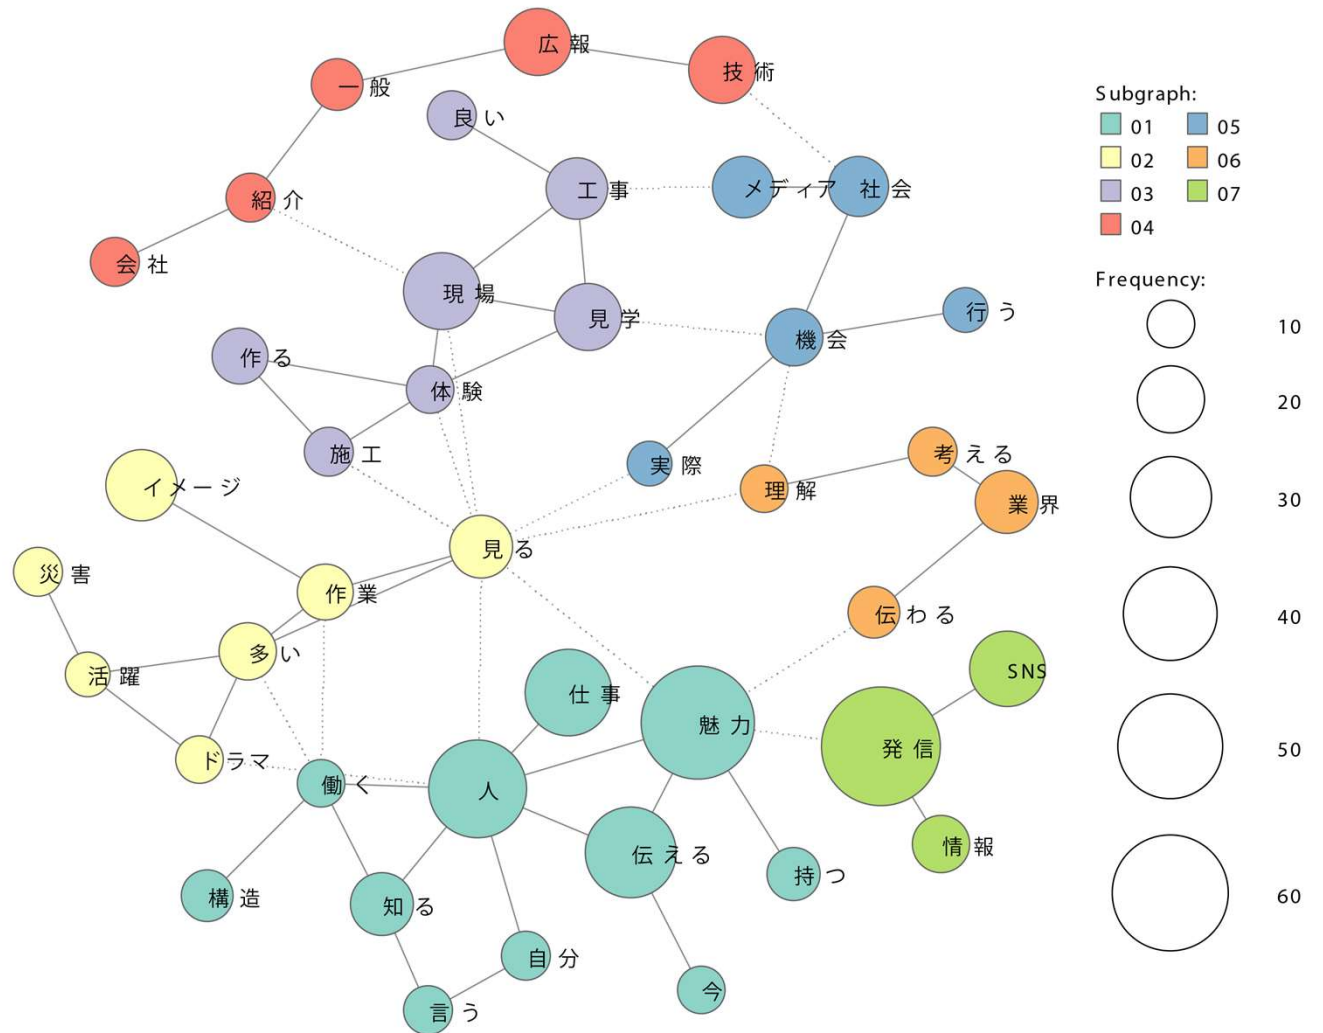 広報
技術
一般
良い
工事
メディア
社会
紹介
会社
現場
見学
行う
機会
作る
体験
施工
実際
考える
理解
業界
イメージ
見る
災害
作業
伝わる
多い
活躍
SNS
仕事
魅力
発信
ドラマ
働く
人
情報
伝える
持つ
構造
知る
自分
今
言う
Subgraph:
01
05
02
06
03
07
04
Frequency:
10
20
30
40
50
60